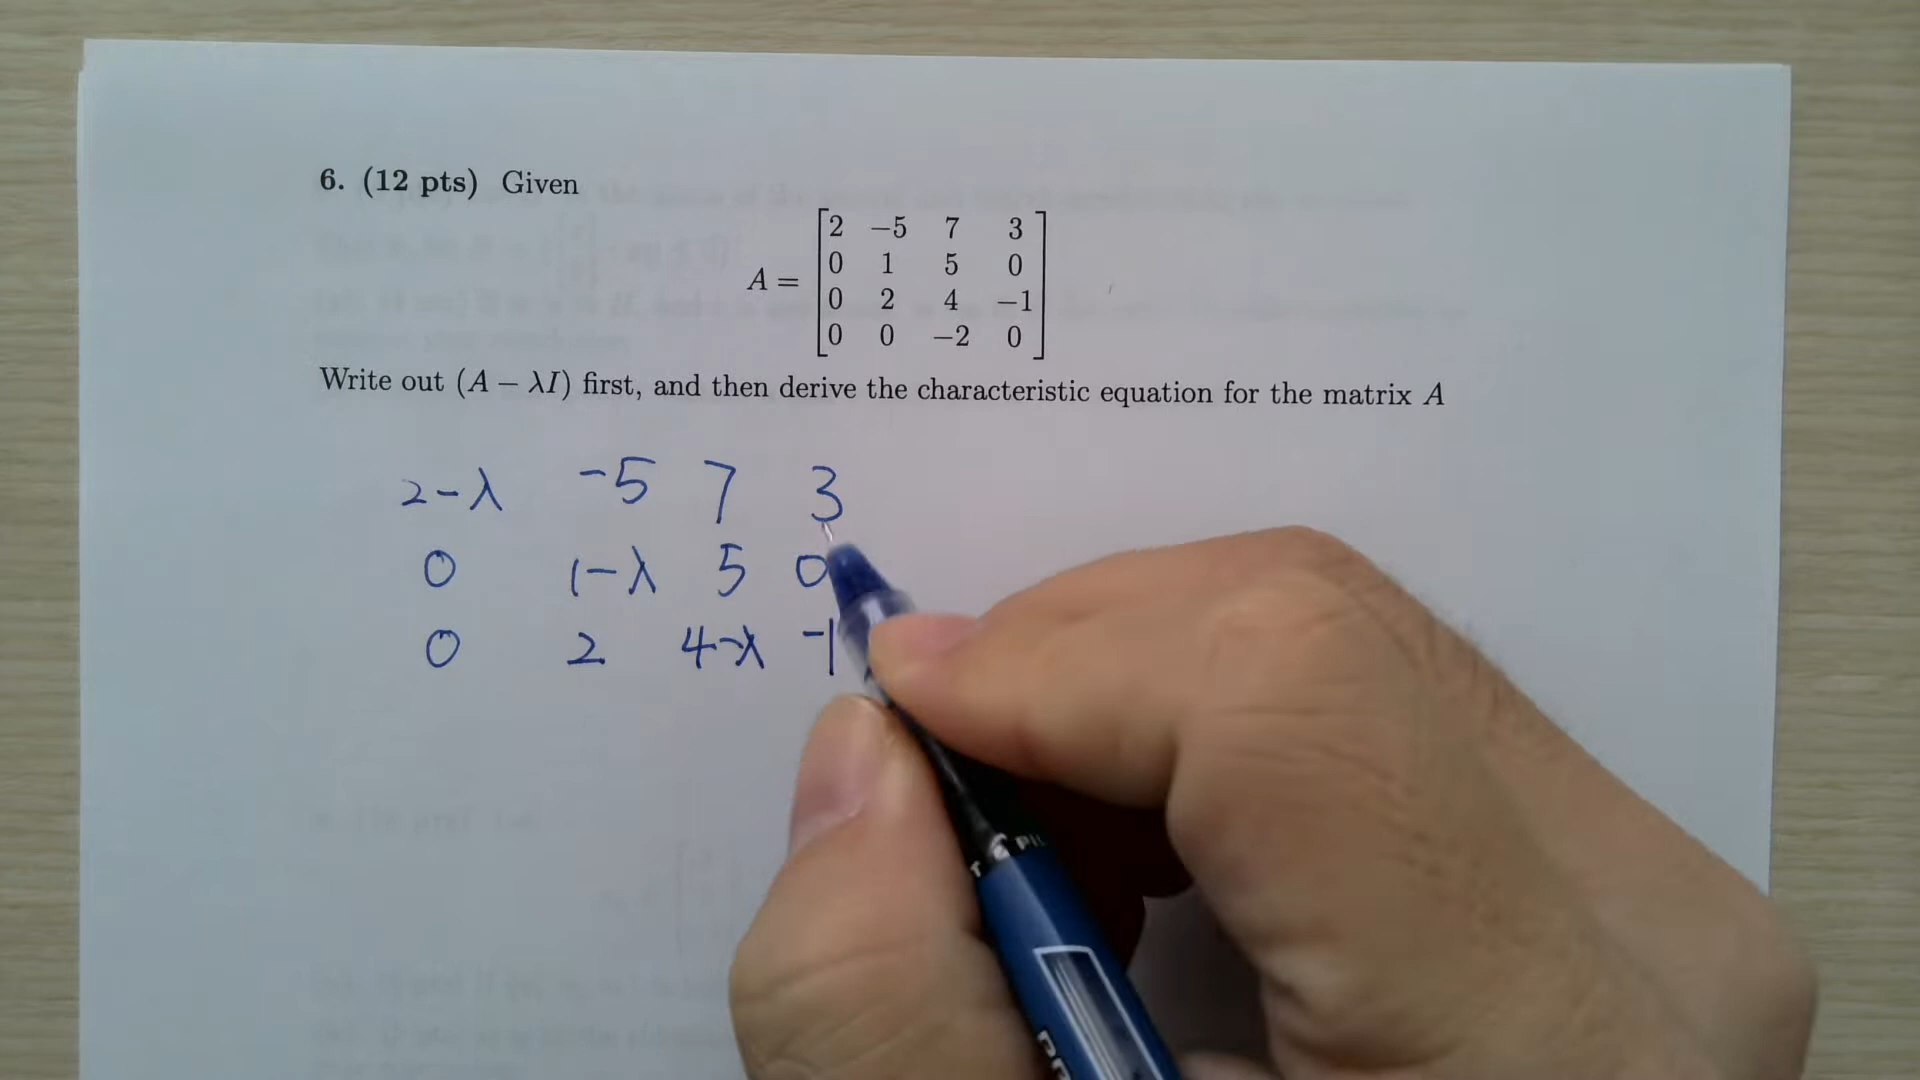 6. (12 pts) Given
A = [2 −5 7 3
0 1 5 0
0 2 4 −1
0 0 −2 0]
Write out (A − λI) first, and then derive the characteristic equation for the matrix A
2-λ -5 7 3
0 1-λ 5 0
0 2 4-λ -1